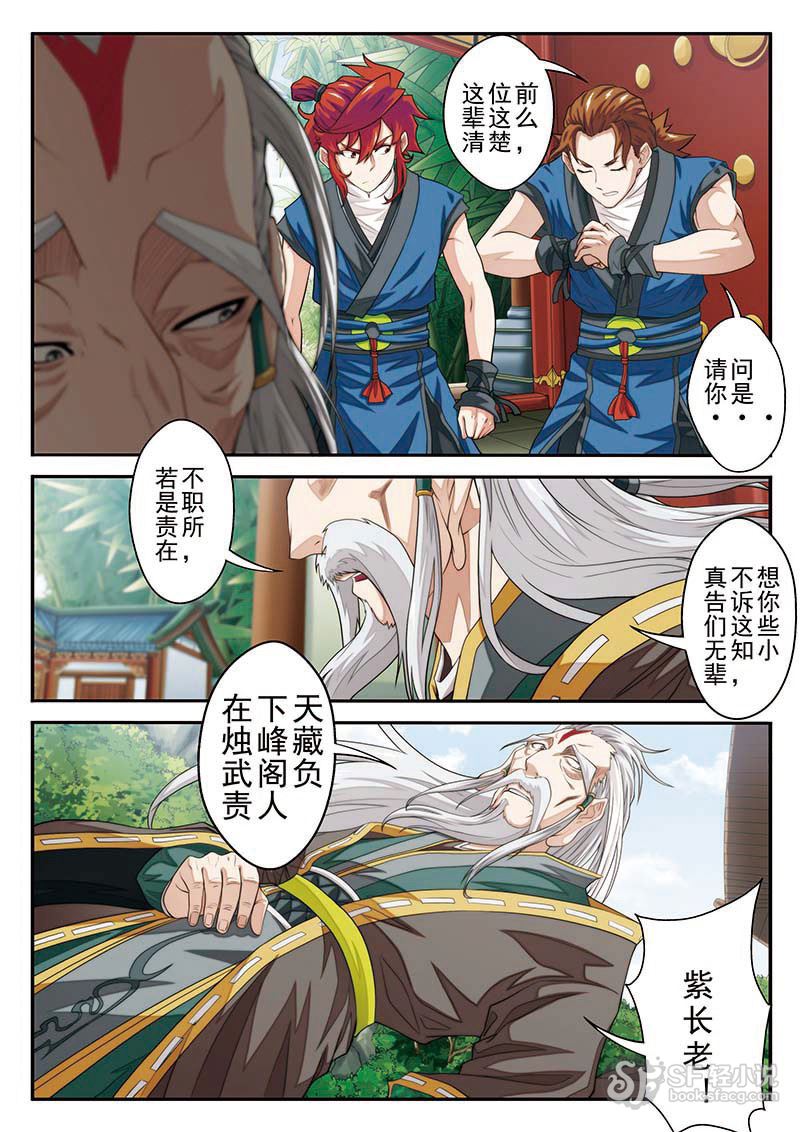 这位前
辈这么
清楚，
请问
你是
···
若不
是职
责所
在，
真不想
告诉你
们这些
无知小
辈，
在下天
烛峰藏
武阁负
责人
紫长老！
SF轻小说
book.sfacg.com